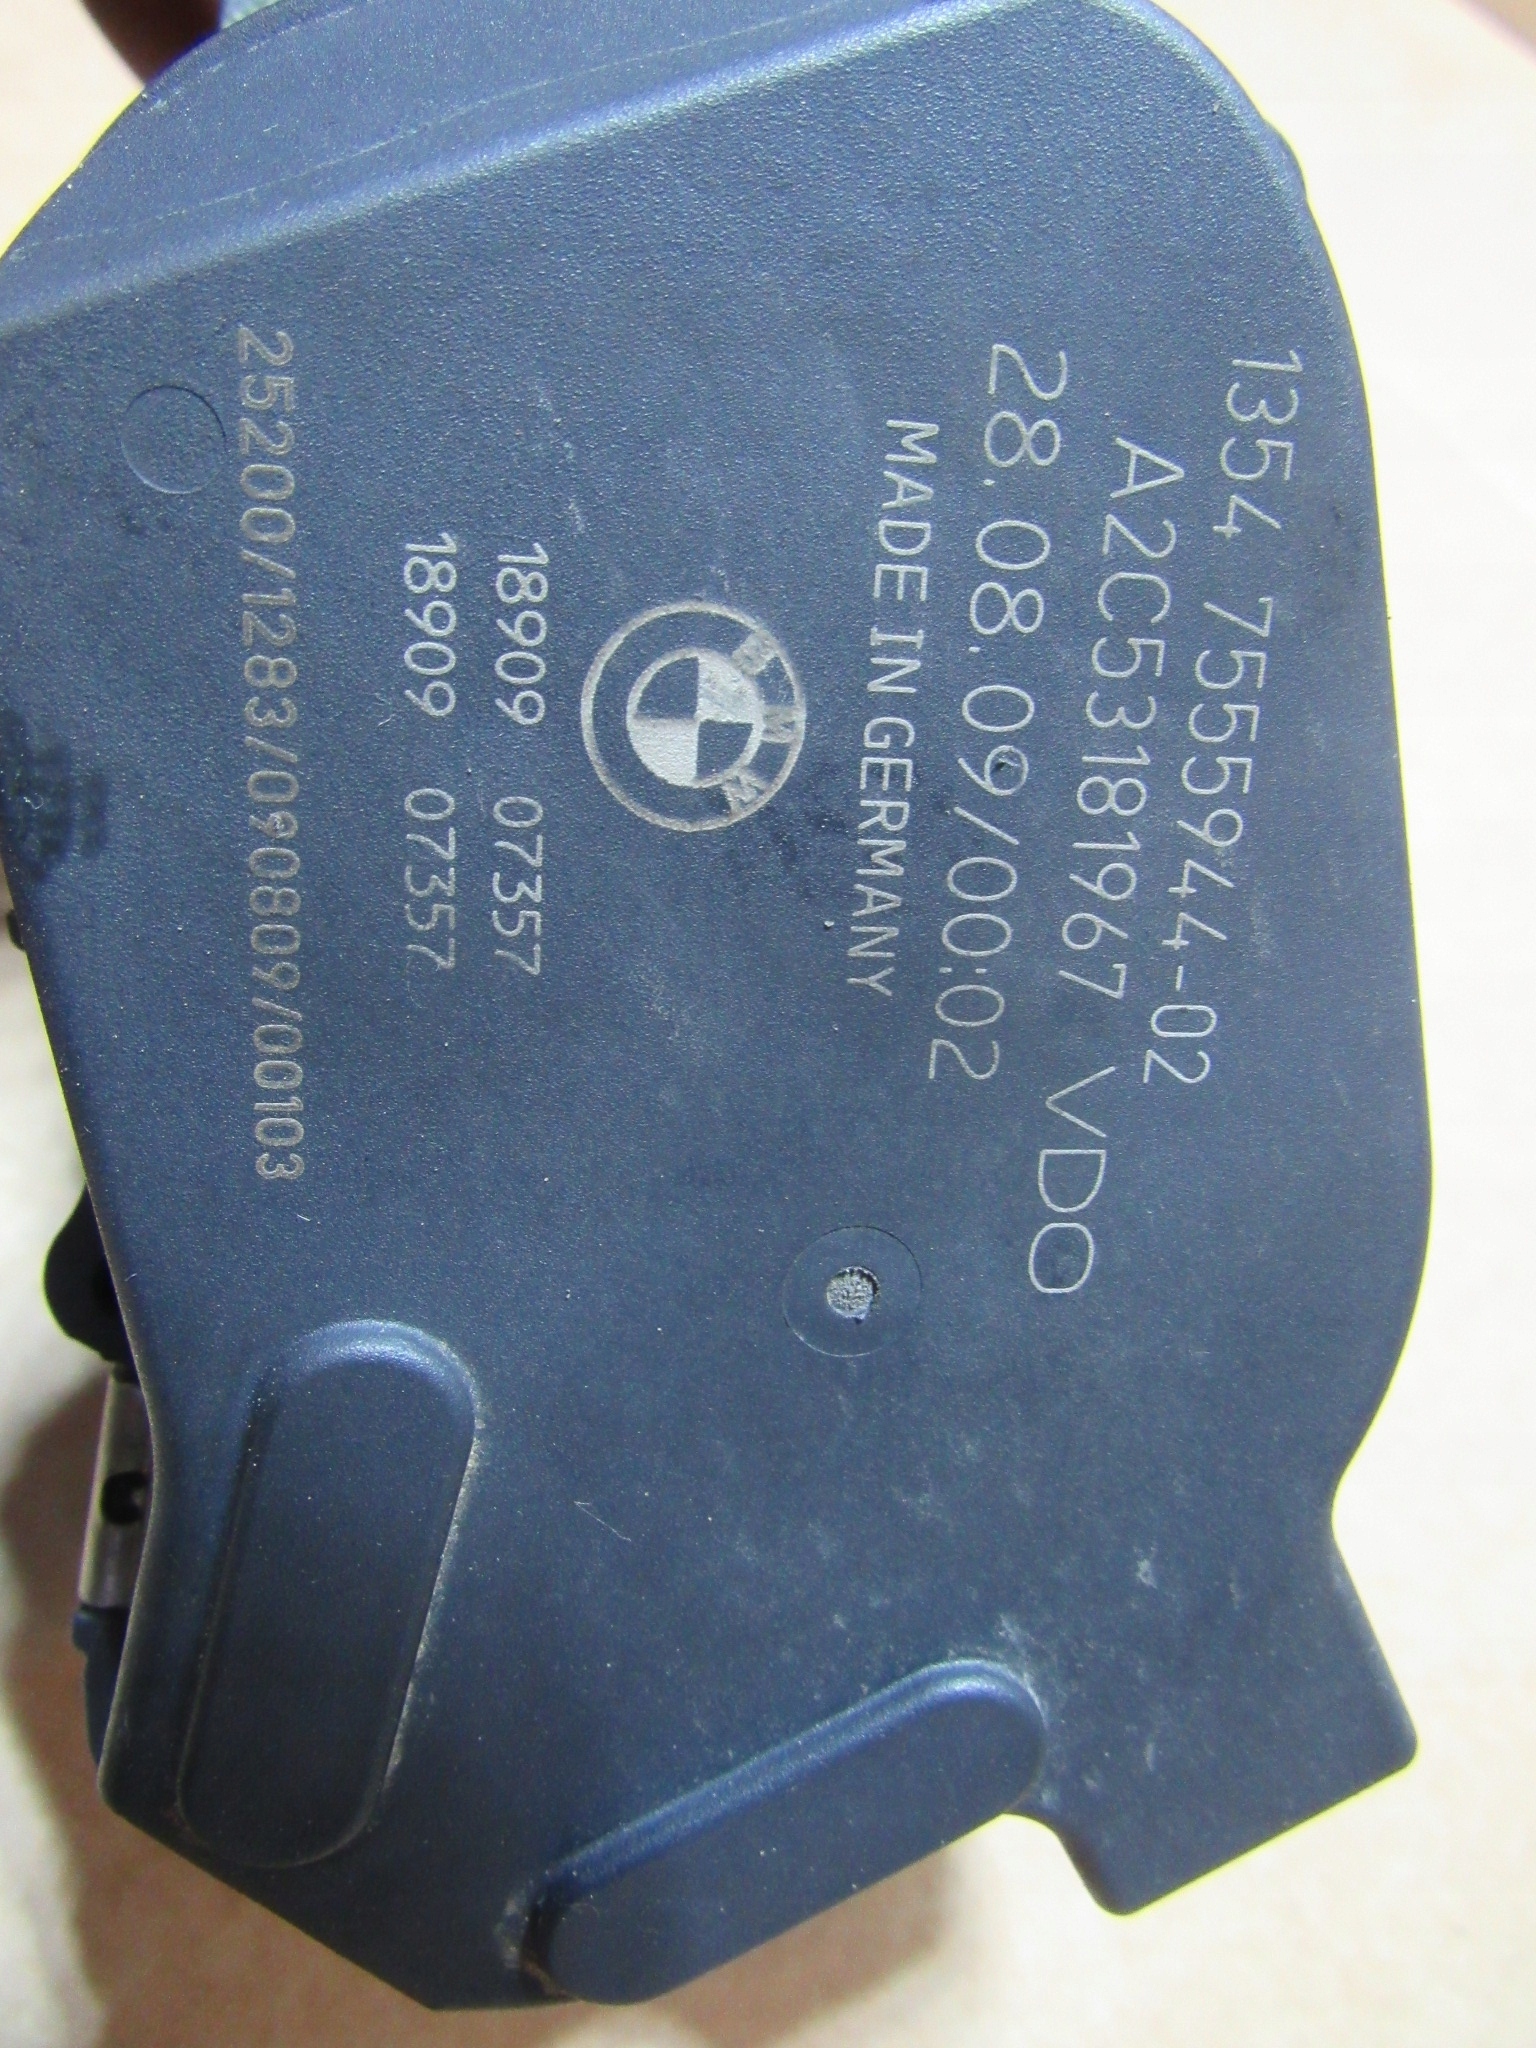 1354 7555944-02
A2C53181967 VDO
28.08.09/00:02
MADE IN GERMANY
BMW
18909 07357
18909 07357
25200/1283/090809/00103